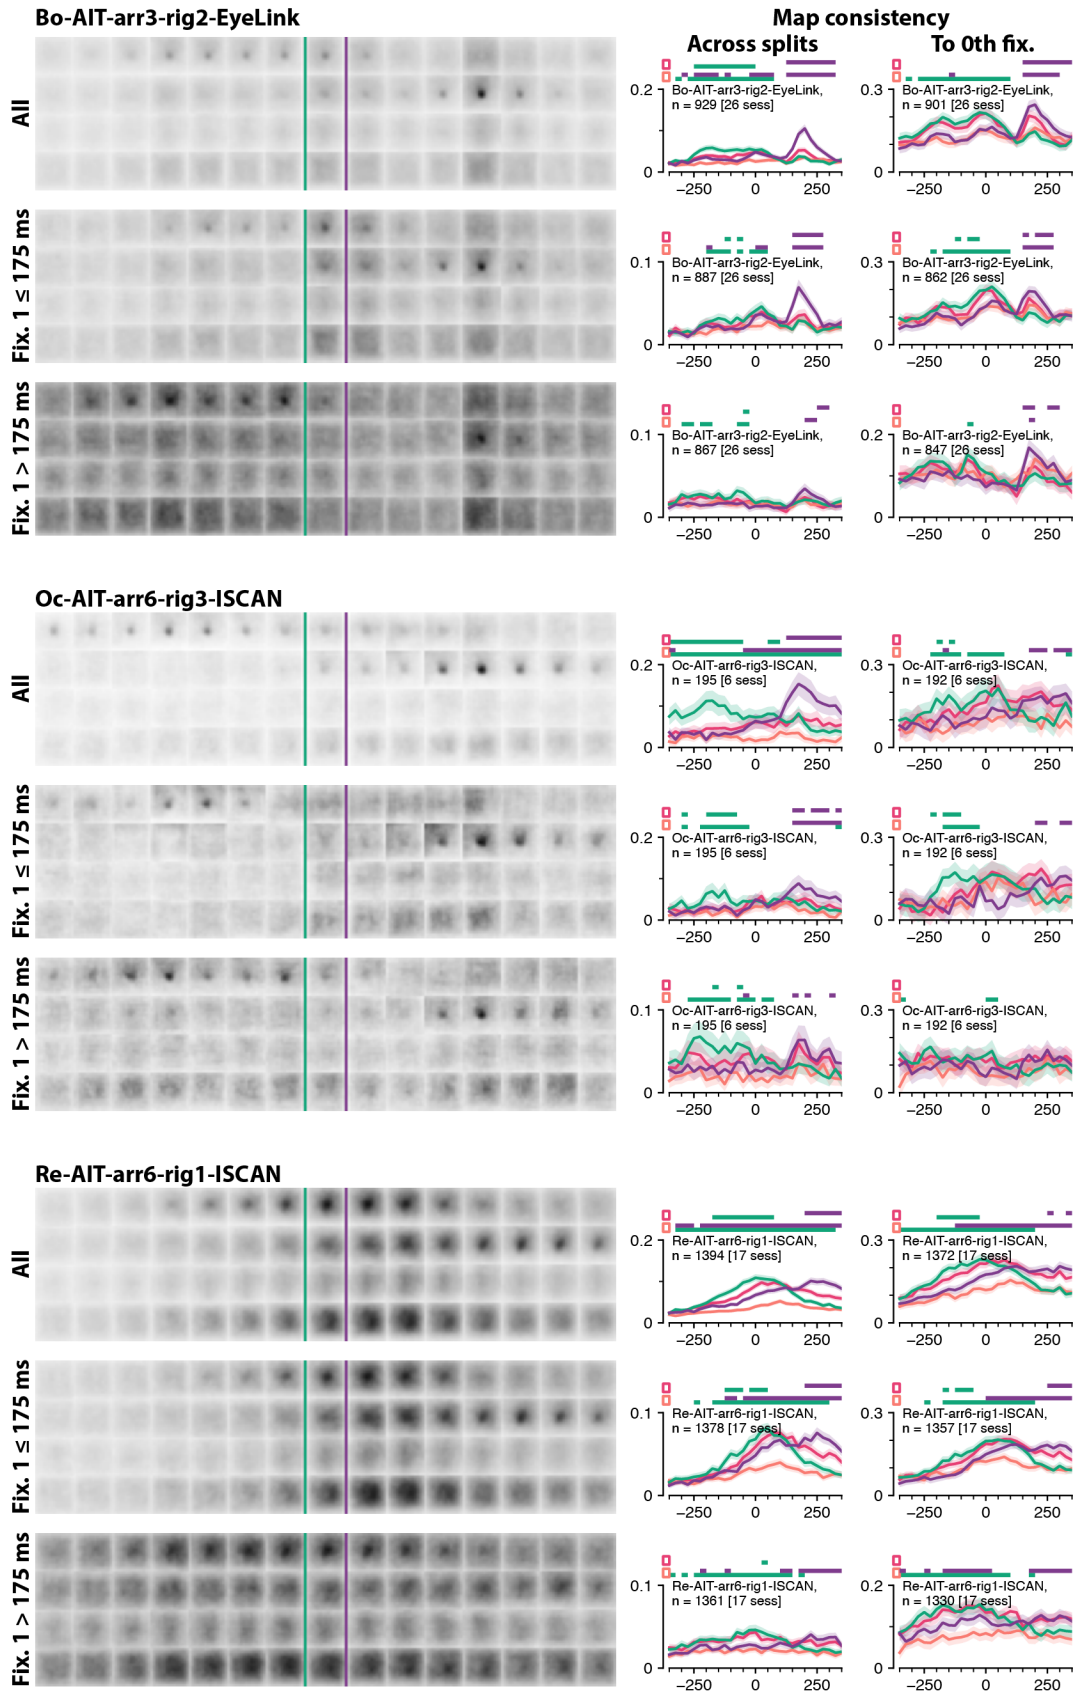 Bo-AIT-arr3-rig2-EyeLink
Map consistency
Across splits
To 0th fix.
All
0.2
Bo-AIT-arr3-rig2-EyeLink,
n = 929 [26 sess]
0
−250
0
250
0.3
Bo-AIT-arr3-rig2-EyeLink,
n = 901 [26 sess]
0
−250
0
250
Fix. 1 ≤ 175 ms
0.1
Bo-AIT-arr3-rig2-EyeLink,
n = 887 [26 sess]
0
−250
0
250
0.3
Bo-AIT-arr3-rig2-EyeLink,
n = 862 [26 sess]
0
−250
0
250
Fix. 1 > 175 ms
0.1
Bo-AIT-arr3-rig2-EyeLink,
n = 867 [26 sess]
0
−250
0
250
0.2
Bo-AIT-arr3-rig2-EyeLink,
n = 847 [26 sess]
0
−250
0
250
Oc-AIT-arr6-rig3-ISCAN
All
0.2
Oc-AIT-arr6-rig3-ISCAN,
n = 195 [6 sess]
0
−250
0
250
0.3
Oc-AIT-arr6-rig3-ISCAN,
n = 192 [6 sess]
0
−250
0
250
Fix. 1 ≤ 175 ms
0.2
Oc-AIT-arr6-rig3-ISCAN,
n = 195 [6 sess]
0
−250
0
250
0.3
Oc-AIT-arr6-rig3-ISCAN,
n = 192 [6 sess]
0
−250
0
250
Fix. 1 > 175 ms
0.1
Oc-AIT-arr6-rig3-ISCAN,
n = 195 [6 sess]
0
−250
0
250
0.3
Oc-AIT-arr6-rig3-ISCAN,
n = 192 [6 sess]
0
−250
0
250
Re-AIT-arr6-rig1-ISCAN
All
0.2
Re-AIT-arr6-rig1-ISCAN,
n = 1394 [17 sess]
0
−250
0
250
0.3
Re-AIT-arr6-rig1-ISCAN,
n = 1372 [17 sess]
0
−250
0
250
Fix. 1 ≤ 175 ms
0.1
Re-AIT-arr6-rig1-ISCAN,
n = 1378 [17 sess]
0
−250
0
250
0.3
Re-AIT-arr6-rig1-ISCAN,
n = 1357 [17 sess]
0
−250
0
250
Fix. 1 > 175 ms
0.1
Re-AIT-arr6-rig1-ISCAN,
n = 1361 [17 sess]
0
−250
0
250
0.2
Re-AIT-arr6-rig1-ISCAN,
n = 1330 [17 sess]
0
−250
0
250